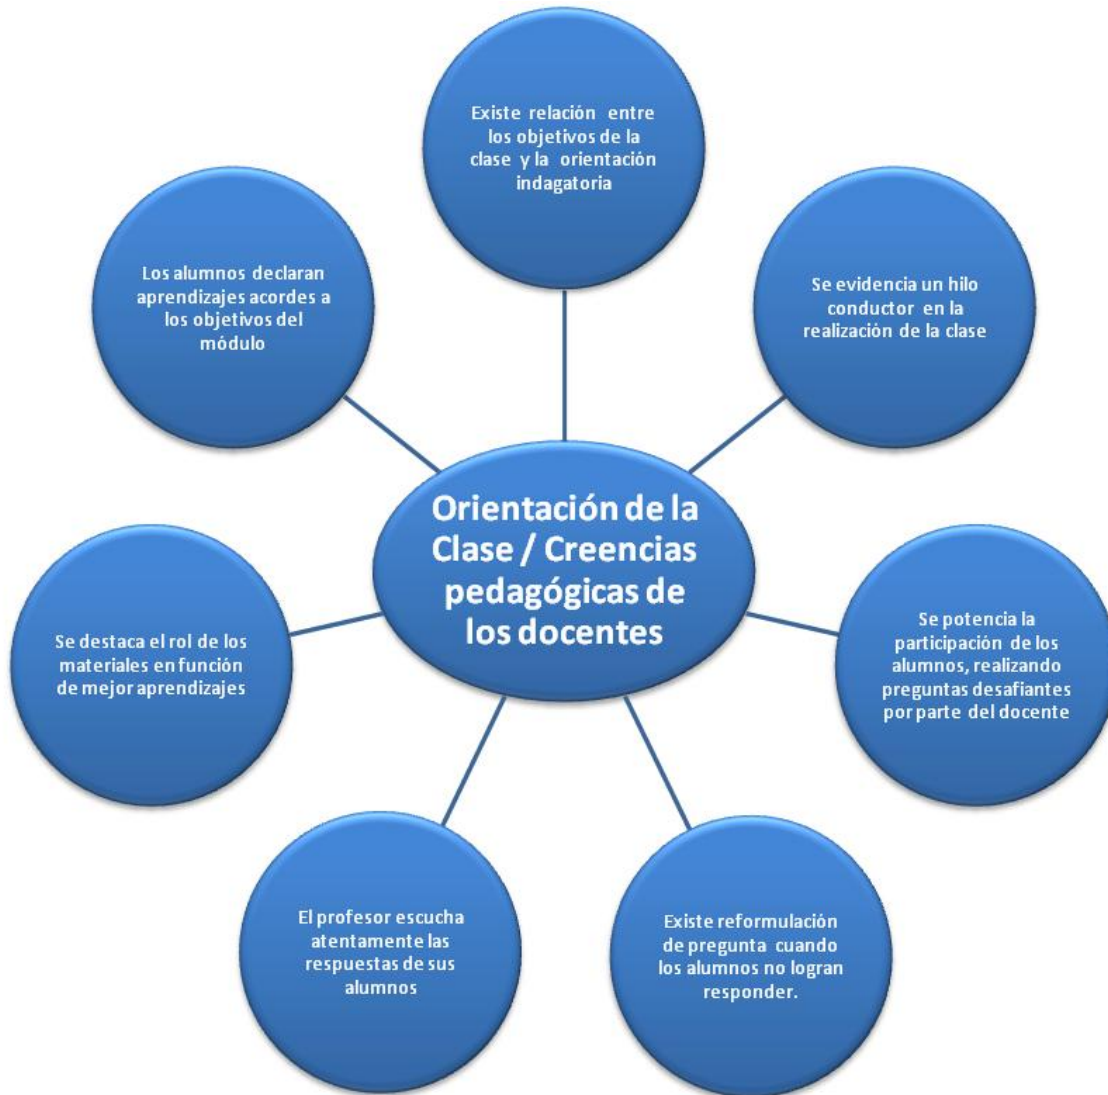 Existe relación entre
los objetivos de la
clase y la orientación
indagatoria
Se evidencia un hilo
conductor en la
realización de la clase
Se potencia la
participación de los
alumnos, realizando
preguntas desafiantes
por parte del docente
Existe reformulación
de pregunta cuando
los alumnos no logran
responder.
El profesor escucha
atentamente las
respuestas de sus
alumnos
Se destaca el rol de los
materiales en función
de mejor aprendizajes
Los alumnos declaran
aprendizajes acordes a
los objetivos del
módulo
Orientación de la
Clase / Creencias
pedagógicas de
los docentes